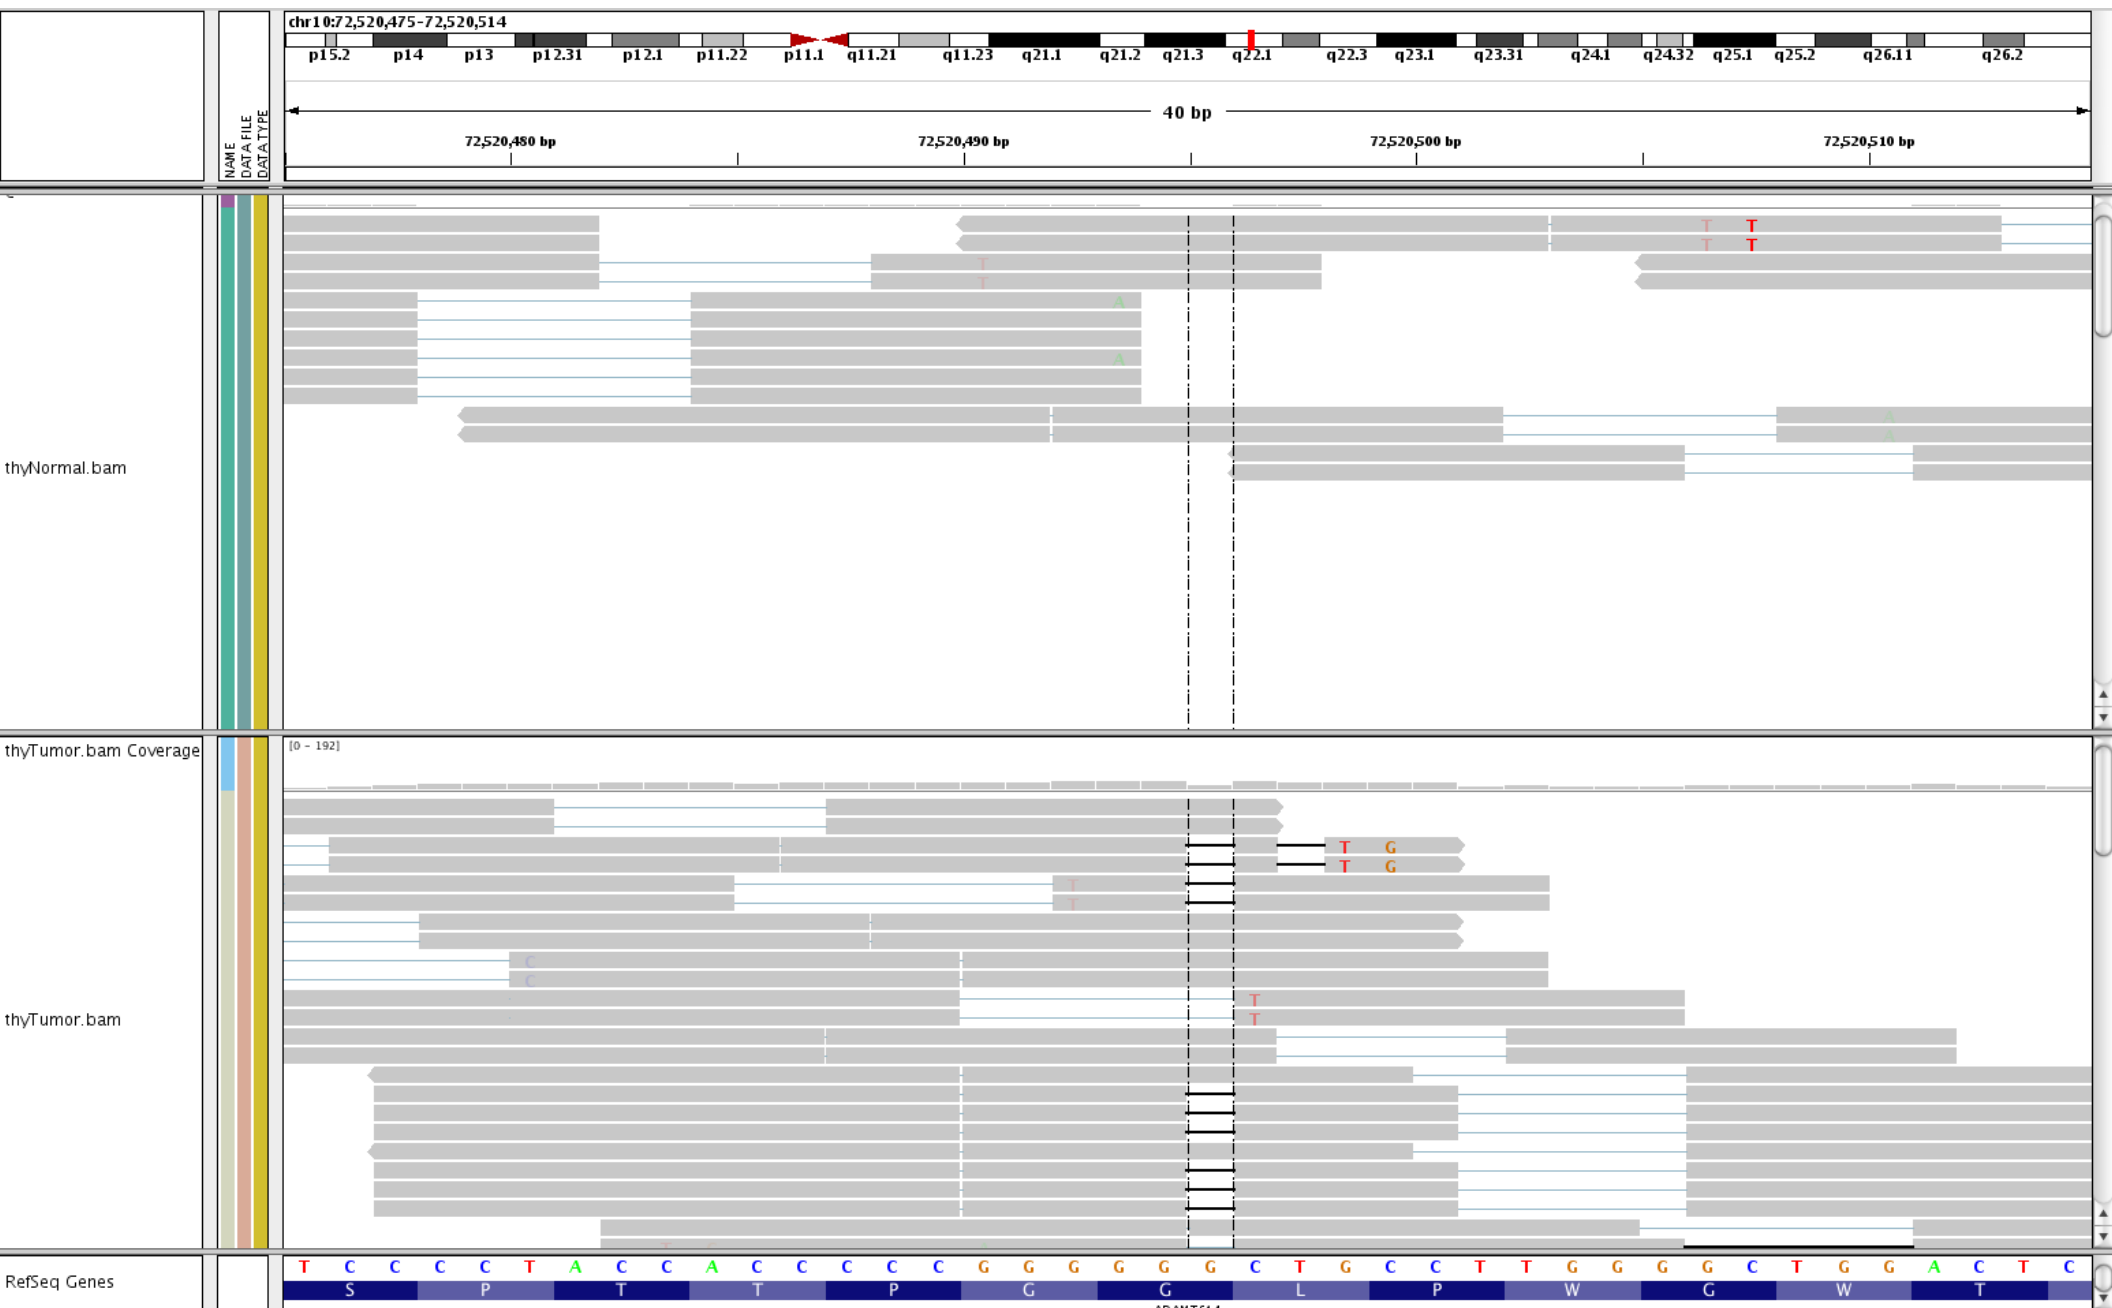 chr10:72,520,475-72,520,514
p15.2 p14 p13 p12.31 p12.1 p11.22 p11.1 q11.21 q11.23 q21.1 q21.2 q21.3 q22.1 q22.3 q23.1 q23.31 q24.1 q24.32 q25.1 q25.2 q26.11 q26.2
NAME
DATA FILE
DATA TYPE
40 bp
72,520,480 bp 72,520,490 bp 72,520,500 bp 72,520,510 bp
T T
T T
T
T
A
A
A
A
thyNormal.bam
thyTumor.bam Coverage
[0 - 192]
T G
T G
T
T
C
C
T
T
thyTumor.bam
RefSeq Genes
T C C C C T A C C A C C C C C G G G G G G C T G C C T T G G G G C T G G A C T C
S P T T P G G L P W G W T